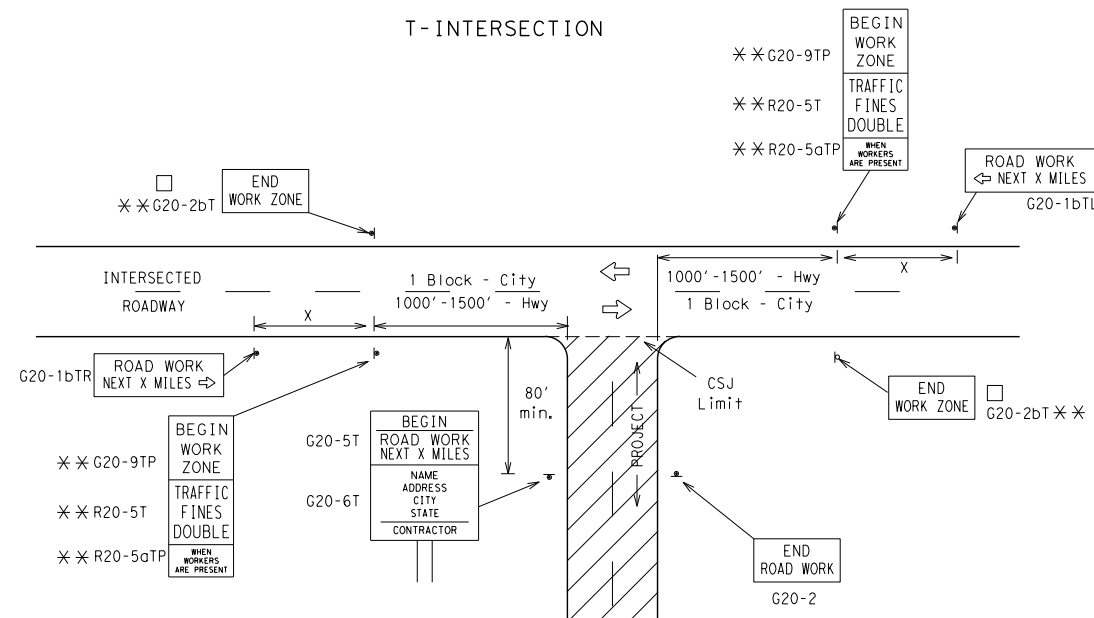 T-INTERSECTION
BEGIN
WORK
ZONE
TRAFFIC
FINES
DOUBLE
WHEN
WORKERS
ARE PRESENT
**G20-9TP
**R20-5T
**R20-5aTP
ROAD WORK
⇦ NEXT X MILES
G20-1bTL
END
WORK ZONE
□
**G20-2bT
INTERSECTED
ROADWAY
1 Block - City
1000'-1500' - Hwy
X
1000'-1500' - Hwy
1 Block - City
X
G20-1bTR
ROAD WORK
NEXT X MILES ⇨
80'
min.
PROJECT
CSJ
Limit
END
WORK ZONE
□
G20-2bT **
BEGIN
WORK
ZONE
TRAFFIC
FINES
DOUBLE
WHEN
WORKERS
ARE PRESENT
**G20-9TP
**R20-5T
**R20-5aTP
G20-5T
BEGIN
ROAD WORK
NEXT X MILES
G20-6T
NAME
ADDRESS
CITY
STATE
CONTRACTOR
END
ROAD WORK
G20-2